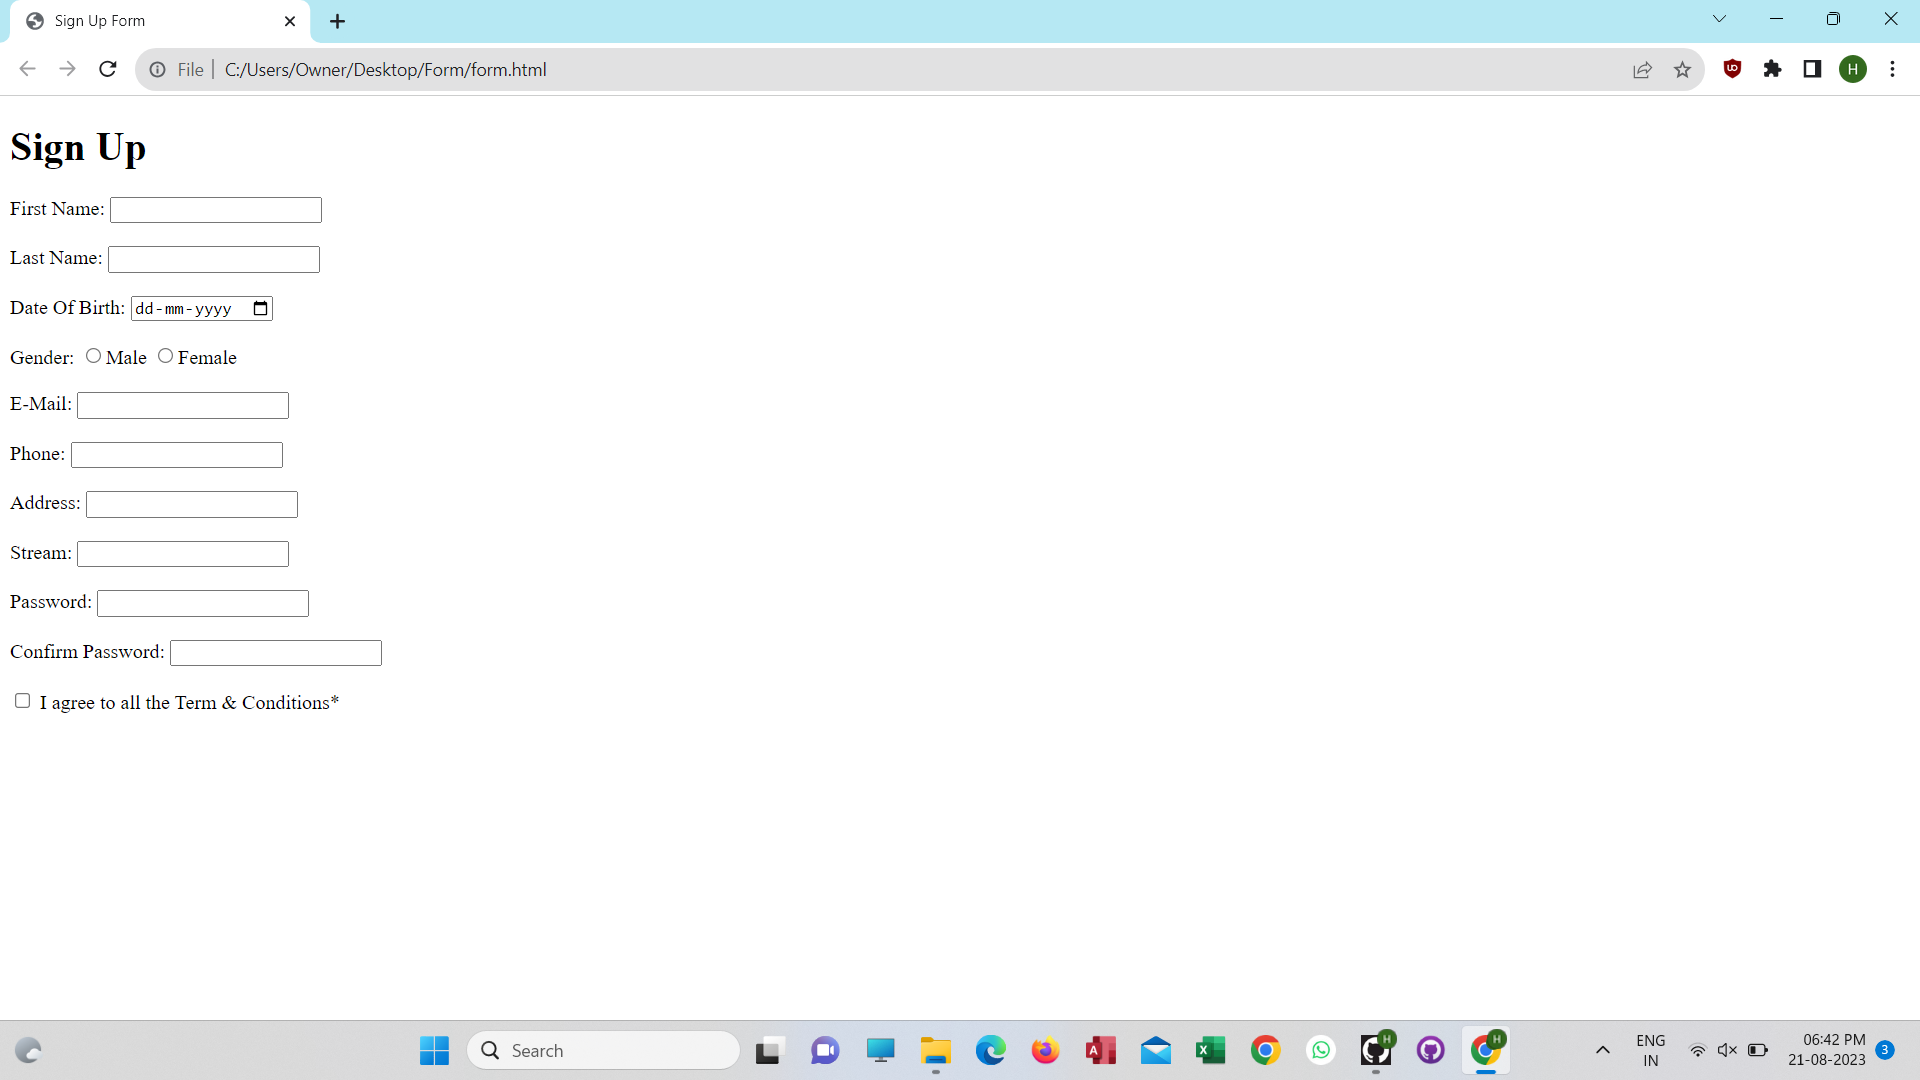 Sign Up Form
File | C:/Users/Owner/Desktop/Form/form.html
H
Sign Up
First Name:
Last Name:
Date Of Birth: dd-mm-yyyy
Gender: Male Female
E-Mail:
Phone:
Address:
Stream:
Password:
Confirm Password:
I agree to all the Term & Conditions*
Search
H
H
ENG
IN
06:42 PM
21-08-2023
3